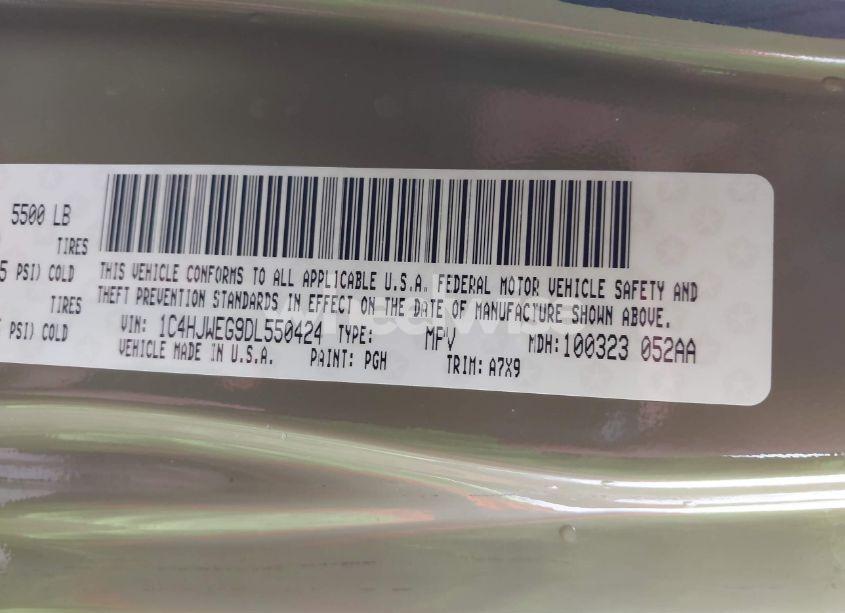 5500 LB
TIRES
5 PSI) COLD
TIRES
PSI) COLD
THIS VEHICLE CONFORMS TO ALL APPLICABLE U.S.A. FEDERAL MOTOR VEHICLE SAFETY AND
THEFT PREVENTION STANDARDS IN EFFECT ON THE DATE OF MANUFACTURE SHOWN ABOVE.
VIN: 1C4HJWEG9DL550424 TYPE: MPV MDH: 100323 052AA
VEHICLE MADE IN U.S.A. PAINT: PGH TRIM: A7X9